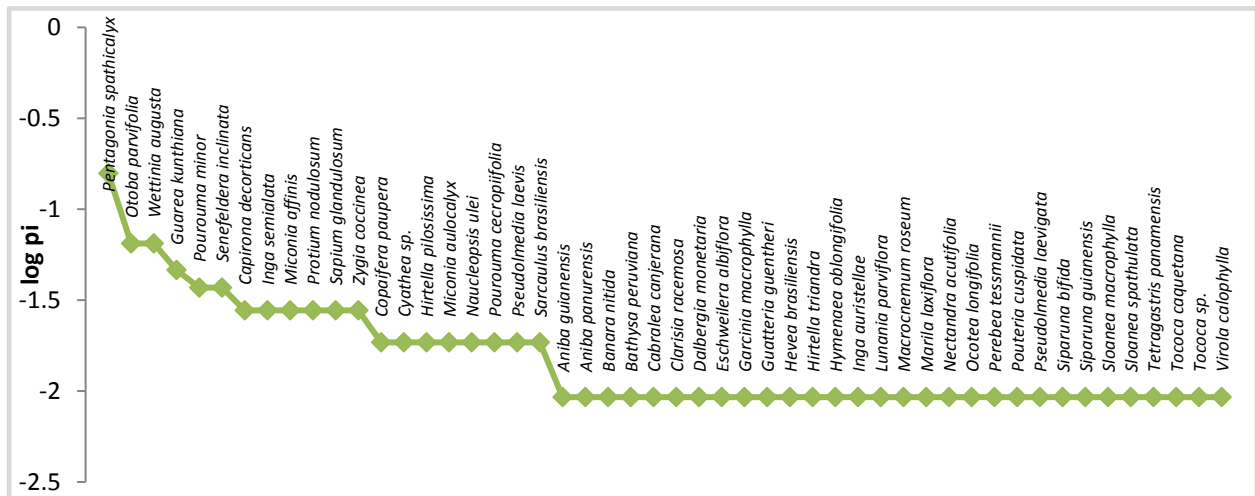 0
-0.5
-1
-1.5
-2
-2.5
log pi
Pentagonia spathicalyx
Otoba parvifolia
Wettinia augusta
Guarea kunthiana
Pourouma minor
Senefeldera inclinata
Capirona decorticans
Inga semialata
Miconia affinis
Protium nodulosum
Sapium glandulosum
Zygia coccinea
Copaifera paupera
Cyathea sp.
Hirtella pilosissima
Miconia aulocalyx
Naucleopsis ulei
Pourouma cecropiifolia
Pseudolmedia laevis
Sarcaulus brasiliensis
Aniba guianensis
Aniba panurensis
Banara nitida
Bathysa peruviana
Cabralea canjerana
Clarisia racemosa
Dalbergia monetaria
Eschweilera albiflora
Garcinia macrophylla
Guatteria guentheri
Hevea brasiliensis
Hirtella triandra
Hymenaea oblongifolia
Inga auristellae
Lunania parviflora
Macrocnemum roseum
Marila laxiflora
Nectandra acutifolia
Ocotea longifolia
Perebea tessmannii
Pouteria cuspidata
Pseudolmedia laevigata
Siparuna bifida
Siparuna guianensis
Sloanea macrophylla
Sloanea spathulata
Tetragastris panamensis
Tococa caquetana
Tococa sp.
Virola calophylla